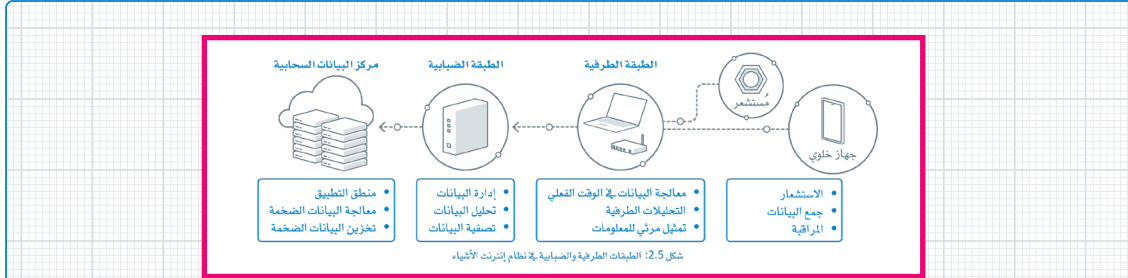 مُستشعر
جهاز خلوي
الطبقة الطرفية
الطبقة الضبابية
مركز البيانات السحابية
• الاستشعار
• جمع البيانات
• المراقبة
• معالجة البيانات في الوقت الفعلي
• التحليلات الطرفية
• تمثيل مرئي للمعلومات
• إدارة البيانات
• تحليل البيانات
• تصفية البيانات
• منطق التطبيق
• معالجة البيانات الضخمة
• تخزين البيانات الضخمة
شكل 2.5: الطبقات الطرفية والضبابية في نظام إنترنت الأشياء